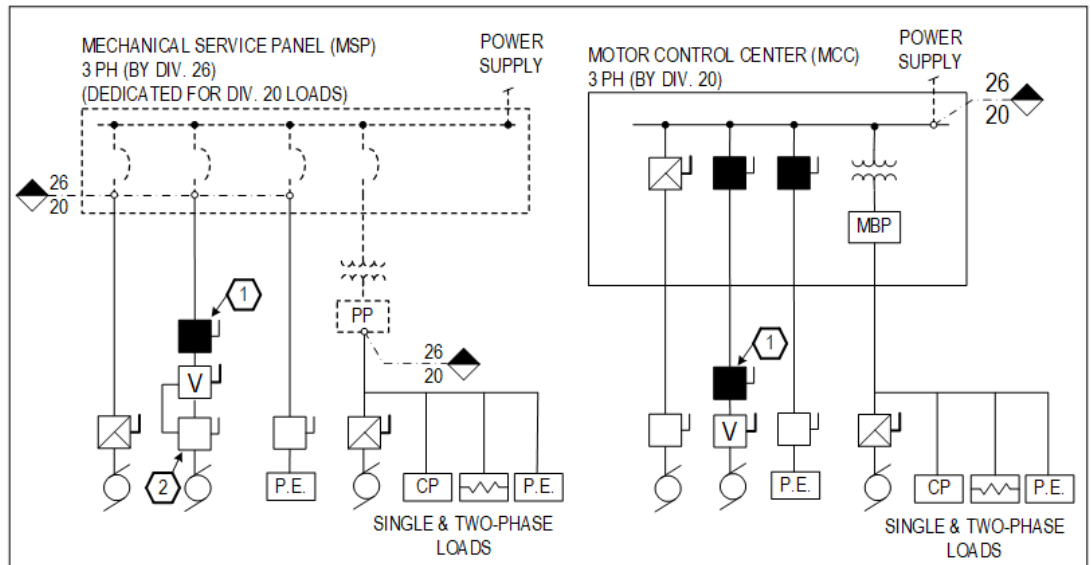 MECHANICAL SERVICE PANEL (MSP)
3 PH (BY DIV. 26)
(DEDICATED FOR DIV. 20 LOADS)
POWER
SUPPLY
26
20
1
V
2
PP
26
20
P.E.
CP
P.E.
SINGLE & TWO-PHASE
LOADS
MOTOR CONTROL CENTER (MCC)
3 PH (BY DIV. 20)
POWER
SUPPLY
26
20
MBP
1
V
P.E.
CP
P.E.
SINGLE & TWO-PHASE
LOADS